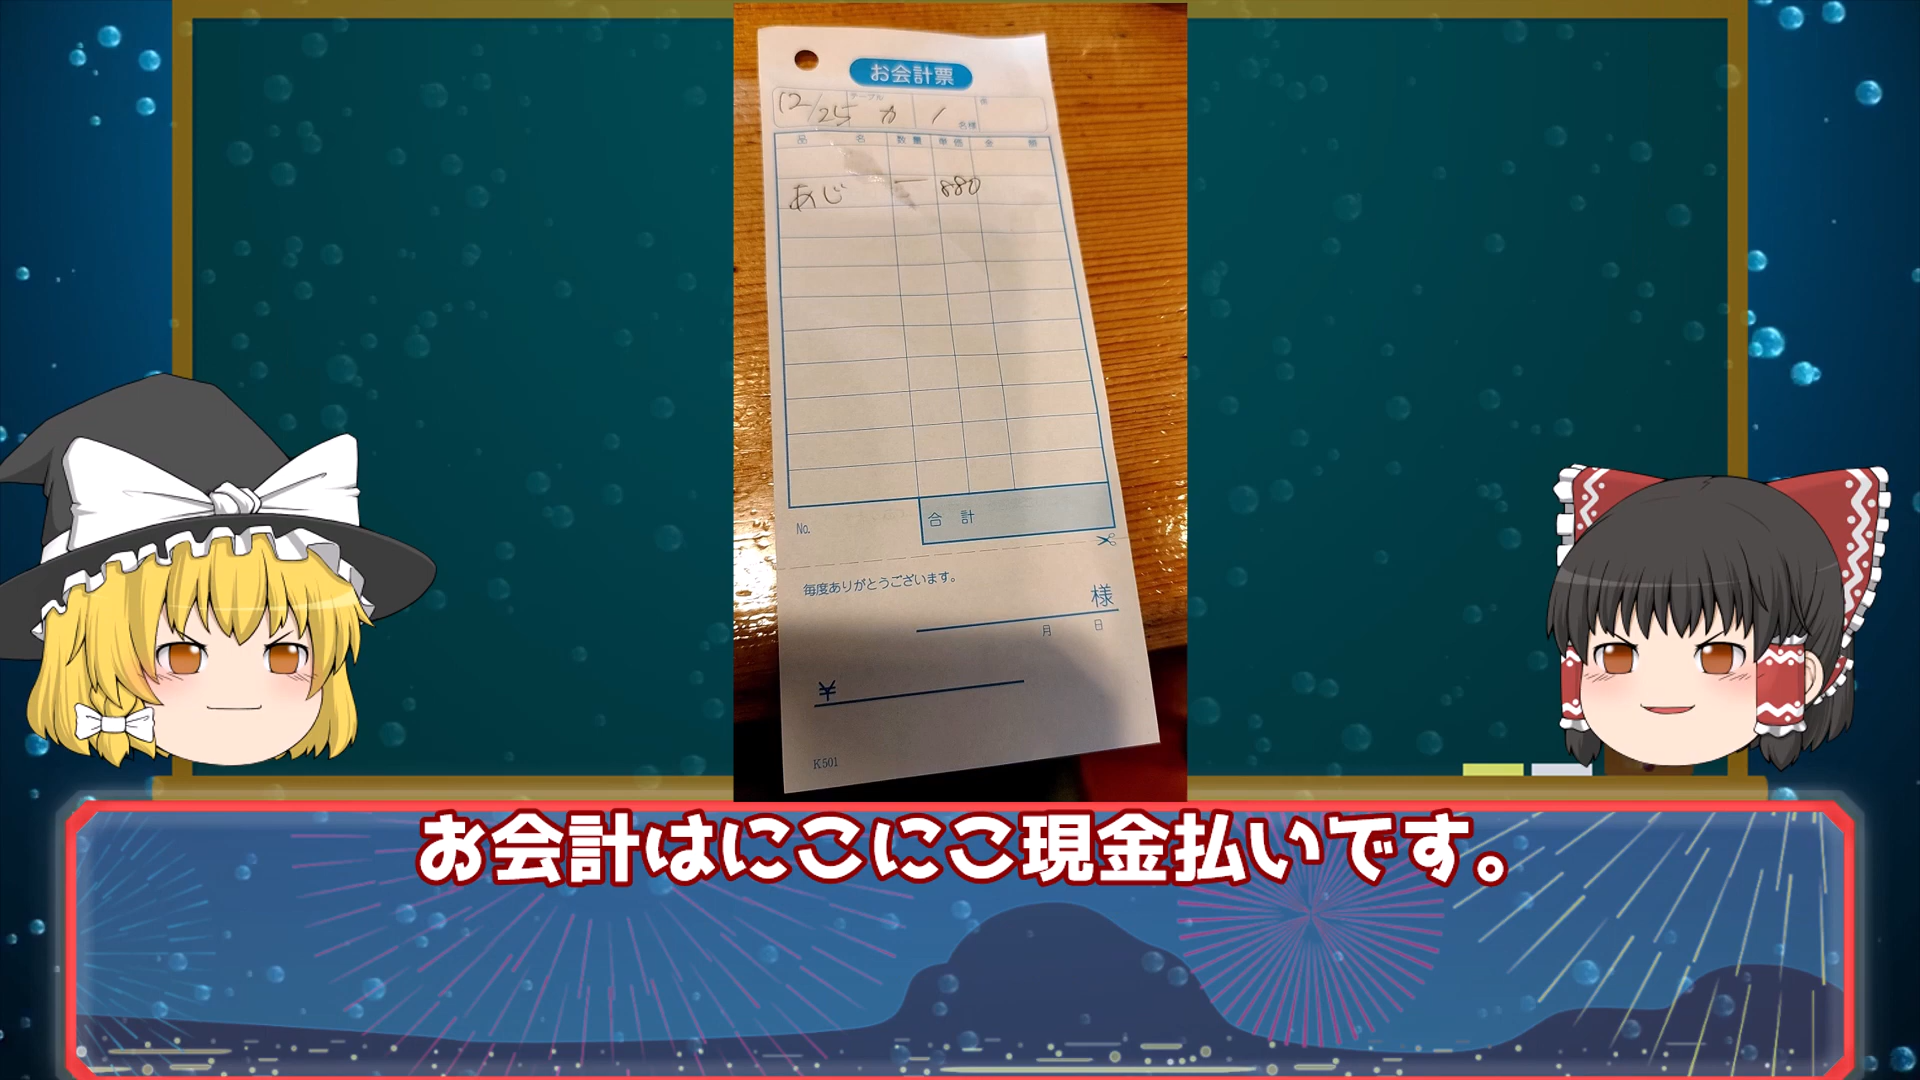 お会計票
テーブル 係
12/25 カ 1 名様
品 名 数量 単価 金 額
あじ 一 880
No. 合 計
毎度ありがとうございます。
様
月 日
¥
K501
お会計はにこにこ現金払いです。